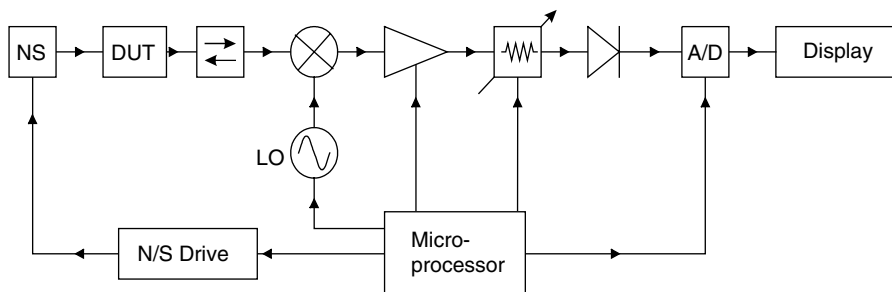 NS
DUT
A/D
Display
LO
N/S Drive
Micro-
processor